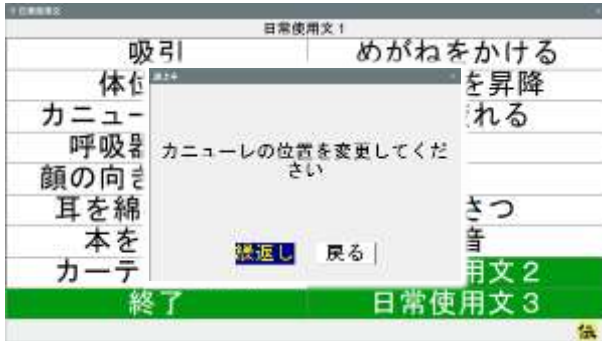 日常使用文1
吸引
めがねをかける
体位
を昇降
カニュー
れる
呼吸器
カニューレの位置を変更してくだ
さい
顔の向き
耳を綿
さつ
本を
音
繰返し
戻る
カーテ
用文2
終了
日常使用文3
伝